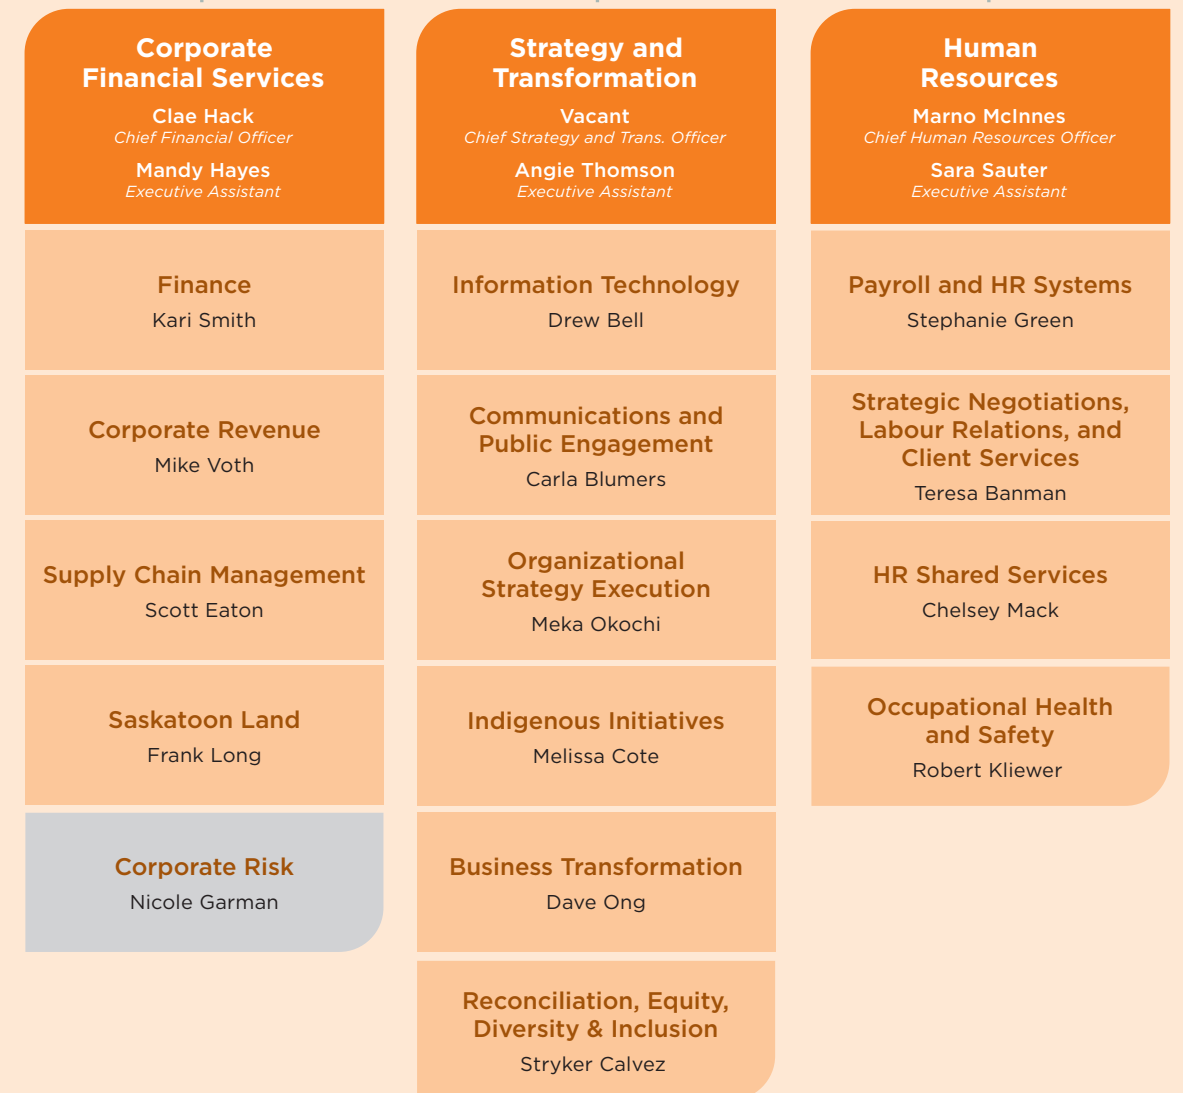 Corporate
Financial Services
Clae Hack
Chief Financial Officer
Mandy Hayes
Executive Assistant
Finance
Kari Smith
Corporate Revenue
Mike Voth
Supply Chain Management
Scott Eaton
Saskatoon Land
Frank Long
Corporate Risk
Nicole Garman
Strategy and
Transformation
Vacant
Chief Strategy and Trans. Officer
Angie Thomson
Executive Assistant
Information Technology
Drew Bell
Communications and
Public Engagement
Carla Blumers
Organizational
Strategy Execution
Meka Okochi
Indigenous Initiatives
Melissa Cote
Business Transformation
Dave Ong
Reconciliation, Equity,
Diversity & Inclusion
Stryker Calvez
Human
Resources
Marno McInnes
Chief Human Resources Officer
Sara Sauter
Executive Assistant
Payroll and HR Systems
Stephanie Green
Strategic Negotiations,
Labour Relations, and
Client Services
Teresa Banman
HR Shared Services
Chelsey Mack
Occupational Health
and Safety
Robert Kliewer